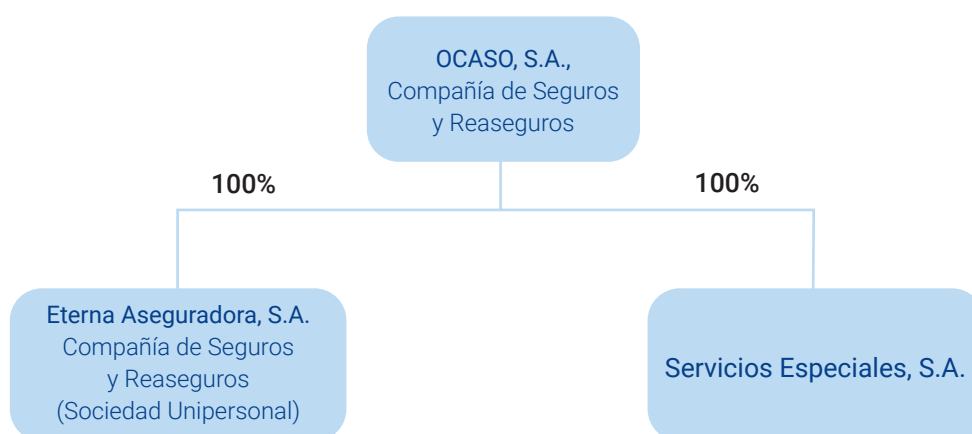 OCASO, S.A.,
Compañía de Seguros
y Reaseguros
100%
100%
Eterna Aseguradora, S.A.
Compañía de Seguros
y Reaseguros
(Sociedad Unipersonal)
Servicios Especiales, S.A.